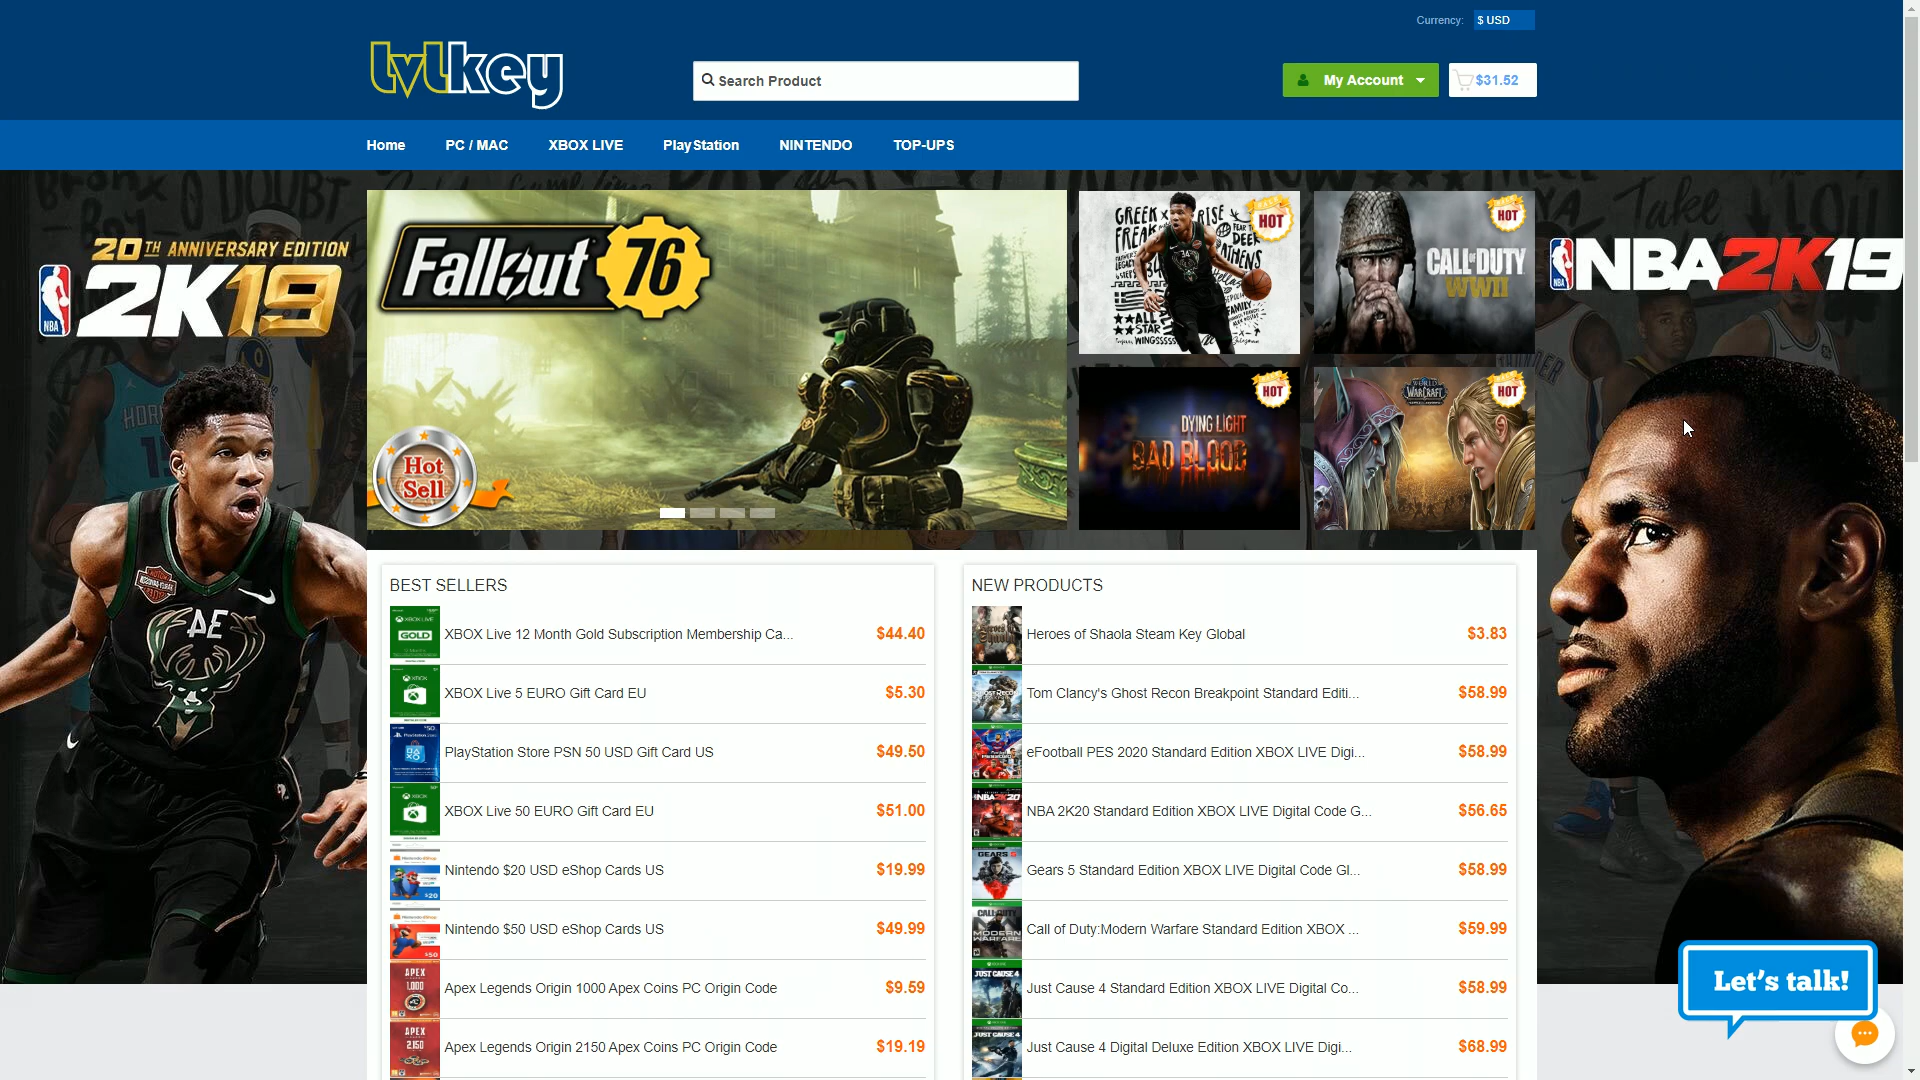 Currency: $ USD
lvlkey
Search Product
My Account
$31.52
Home
PC / MAC
XBOX LIVE
PlayStation
NINTENDO
TOP-UPS
20TH ANNIVERSARY EDITION
NBA 2K19
Fallout 76
Hot
Sell
GREEK
FREAK
RISE
ALL
STAR
WINGSSSSS
FAMILY
HOT
CALL OF DUTY
WWII
HOT
DYING LIGHT
BAD BLOOD
HOT
WORLD
WARCRAFT
HOT
NBA NBA2K19
BEST SELLERS
XBOX Live 12 Month Gold Subscription Membership Ca...
$44.40
XBOX Live 5 EURO Gift Card EU
$5.30
PlayStation Store PSN 50 USD Gift Card US
$49.50
XBOX Live 50 EURO Gift Card EU
$51.00
Nintendo $20 USD eShop Cards US
$19.99
Nintendo $50 USD eShop Cards US
$49.99
Apex Legends Origin 1000 Apex Coins PC Origin Code
$9.59
Apex Legends Origin 2150 Apex Coins PC Origin Code
$19.19
NEW PRODUCTS
Heroes of Shaola Steam Key Global
$3.83
Tom Clancy's Ghost Recon Breakpoint Standard Editi...
$58.99
eFootball PES 2020 Standard Edition XBOX LIVE Digi...
$58.99
NBA 2K20 Standard Edition XBOX LIVE Digital Code G...
$56.65
Gears 5 Standard Edition XBOX LIVE Digital Code Gl...
$58.99
Call of Duty:Modern Warfare Standard Edition XBOX ...
$59.99
Just Cause 4 Standard Edition XBOX LIVE Digital Co...
$58.99
Just Cause 4 Digital Deluxe Edition XBOX LIVE Digi...
$68.99
Let's talk!